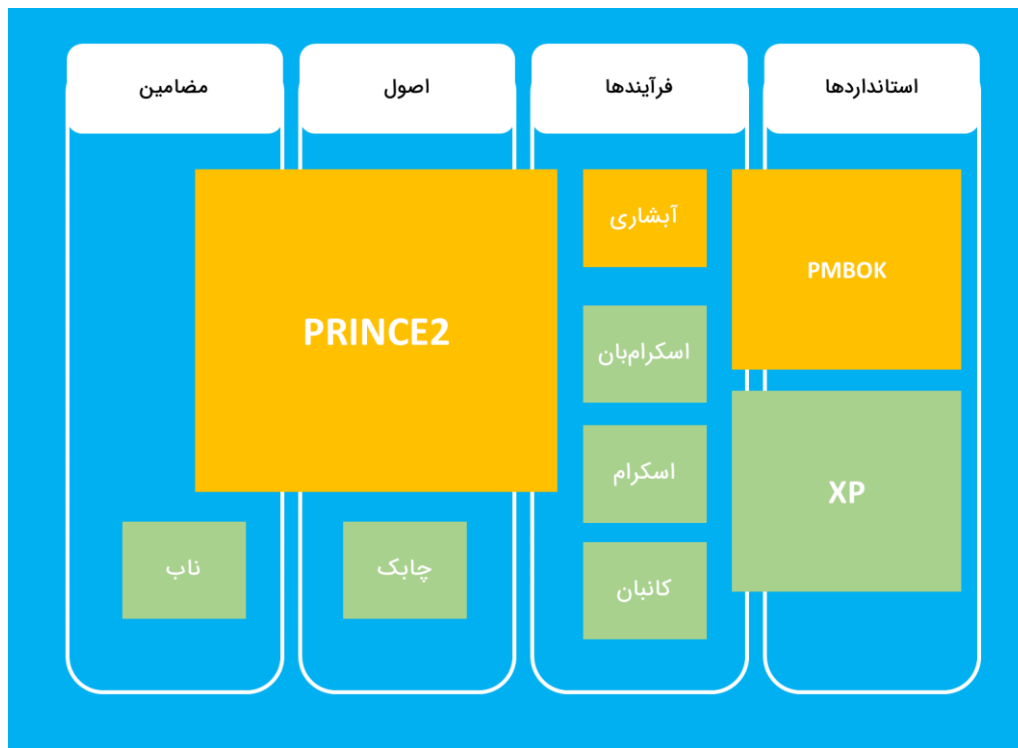 استانداردها
فرآیندها
اصول
مضامین
PMBOK
آبشاری
PRINCE2
اسکرام‌بان
XP
اسکرام
کانبان
چابک
ناب